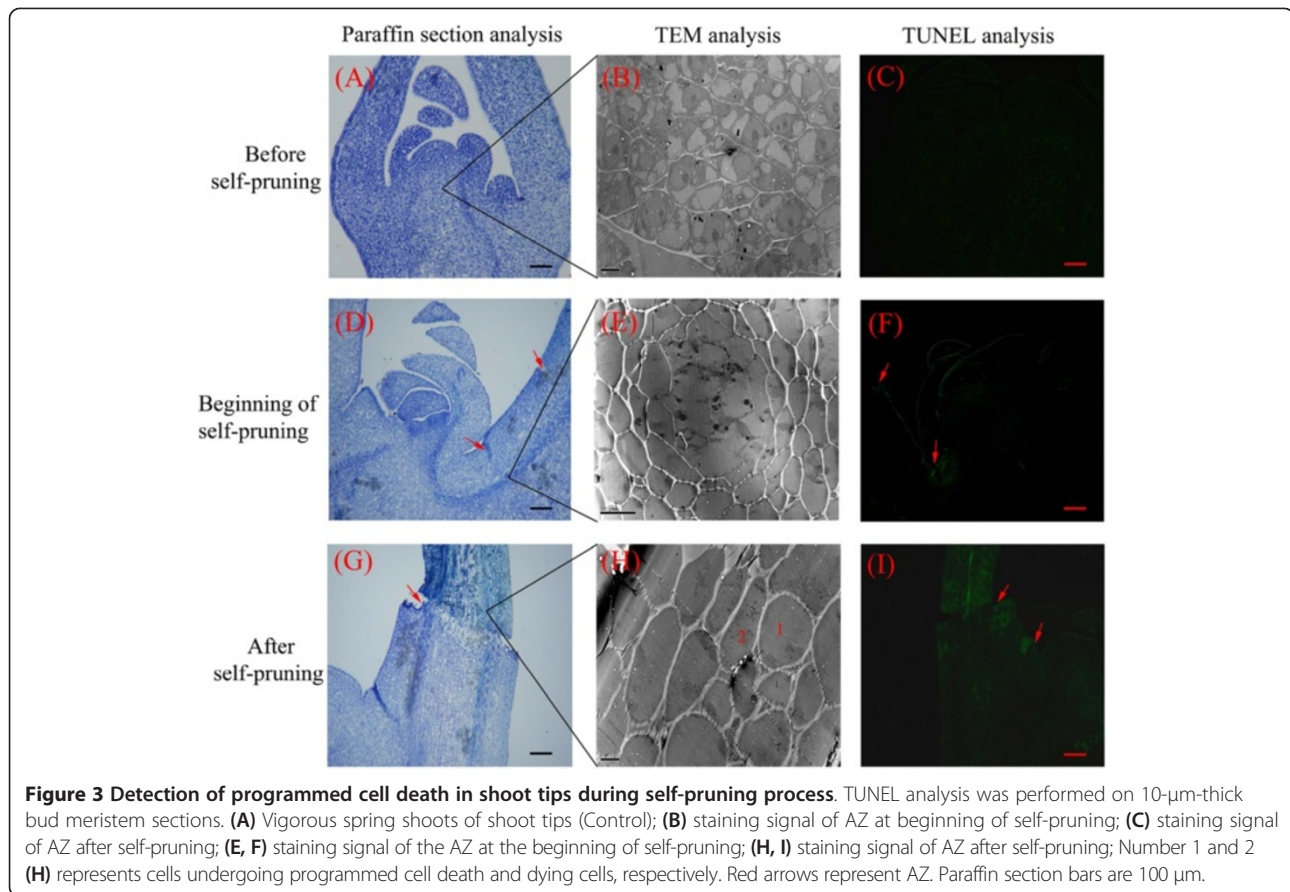 Paraffin section analysis TEM analysis TUNEL analysis
(A) (B) (C)
Before
self-pruning
(D) (E) (F)
Beginning of
self-pruning
(G) (H) (I)
2 1
After
self-pruning
Figure 3 Detection of programmed cell death in shoot tips during self-pruning process. TUNEL analysis was performed on 10-μm-thick
bud meristem sections. (A) Vigorous spring shoots of shoot tips (Control); (B) staining signal of AZ at beginning of self-pruning; (C) staining signal
of AZ after self-pruning; (E, F) staining signal of the AZ at the beginning of self-pruning; (H, I) staining signal of AZ after self-pruning; Number 1 and 2
(H) represents cells undergoing programmed cell death and dying cells, respectively. Red arrows represent AZ. Paraffin section bars are 100 μm.